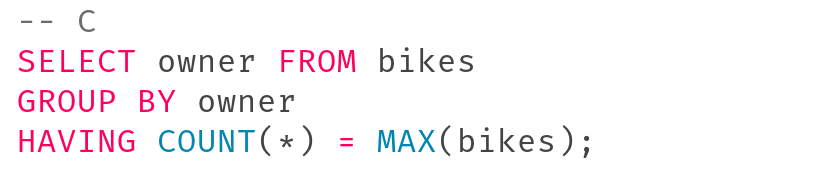 -- C
SELECT owner FROM bikes
GROUP BY owner
HAVING COUNT(*) = MAX(bikes);